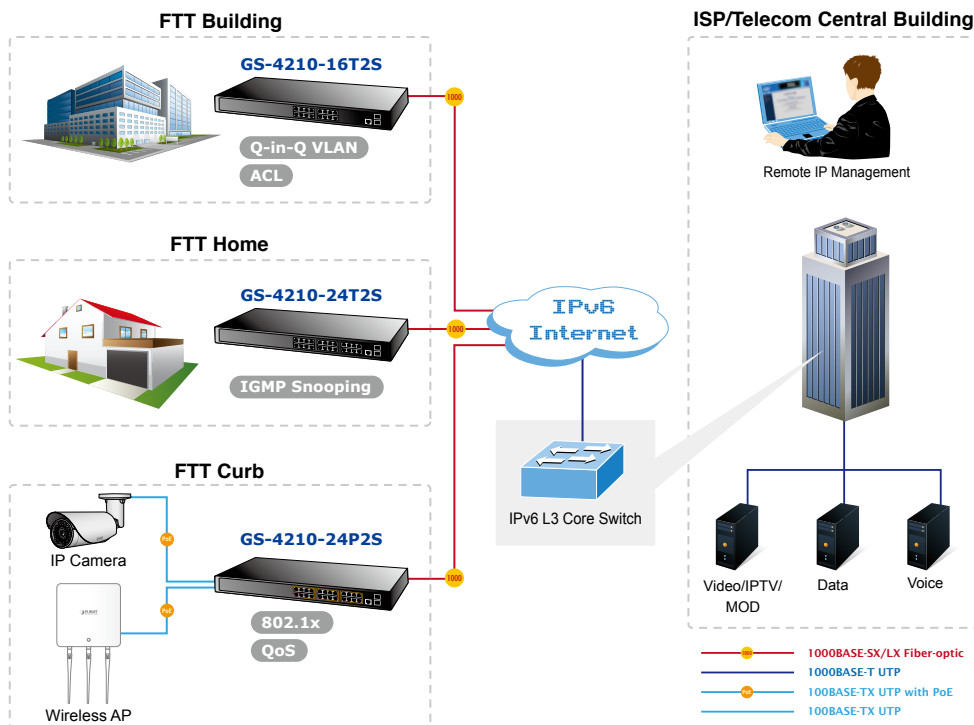 FTT Building
GS-4210-16T2S
1000
Q-in-Q VLAN
ACL
FTT Home
GS-4210-24T2S
1000
IGMP Snooping
FTT Curb
PoE
IP Camera
GS-4210-24P2S
1000
PoE
PLANET
802.1x
QoS
Wireless AP
IPv6
Internet
IPv6 L3 Core Switch
ISP/Telecom Central Building
Remote IP Management
Video/IPTV/
MOD
Data
Voice
1000 1000BASE-SX/LX Fiber-optic
1000BASE-T UTP
PoE 100BASE-TX UTP with PoE
100BASE-TX UTP